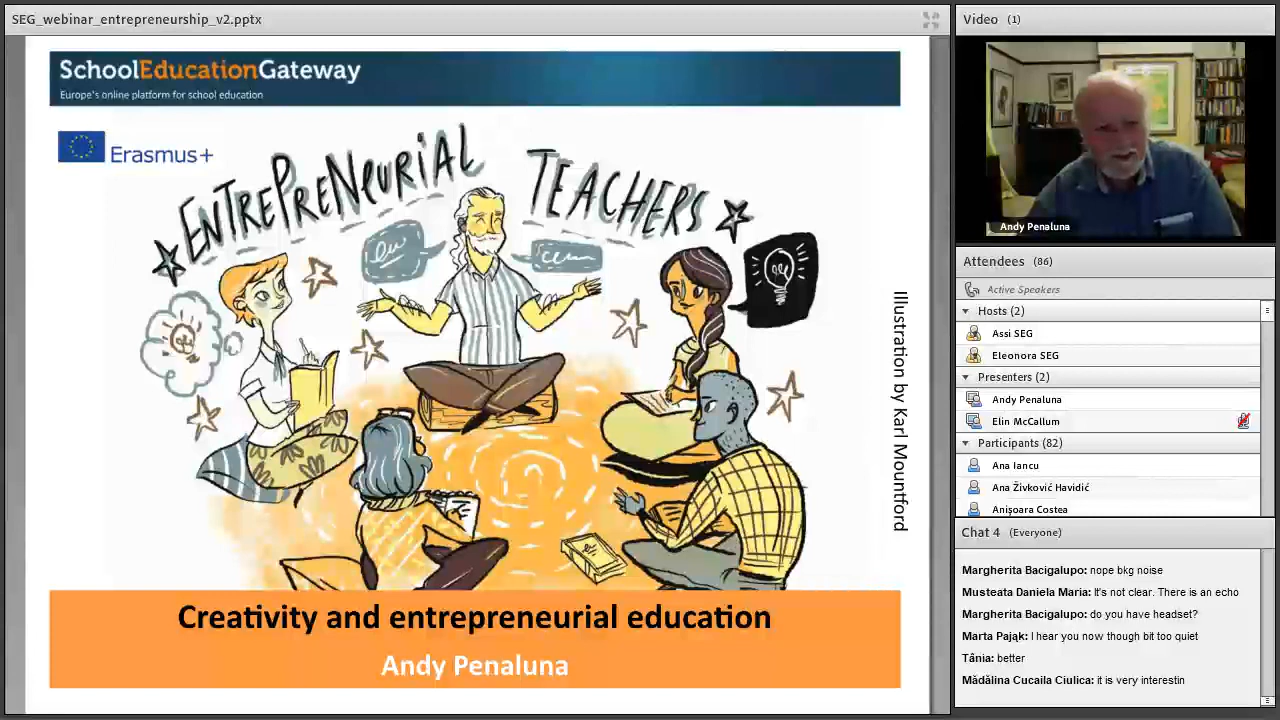 SEG_webinar_entrepreneurship_v2.pptx
SchoolEducationGateway
Europe's online platform for school education
Erasmus+
ENTREPRENEURIAL TEACHERS
Illustration by Karl Mountford
Creativity and entrepreneurial education
Andy Penaluna
Video (1)
Andy Penaluna
Attendees (86)
Active Speakers
Hosts (2)
Assi SEG
Eleonora SEG
Presenters (2)
Andy Penaluna
Elin McCallum
Participants (82)
Ana Iancu
Ana Živković Havidić
Anişoara Costea
Chat 4 (Everyone)
Margherita Bacigalupo: nope bkg noise
Musteata Daniela Maria: It's not clear. There is an echo
Margherita Bacigalupo: do you have headset?
Marta Pająk: I hear you now though bit too quiet
Tânia: better
Mădălina Cucaila Ciulica: it is very interestin